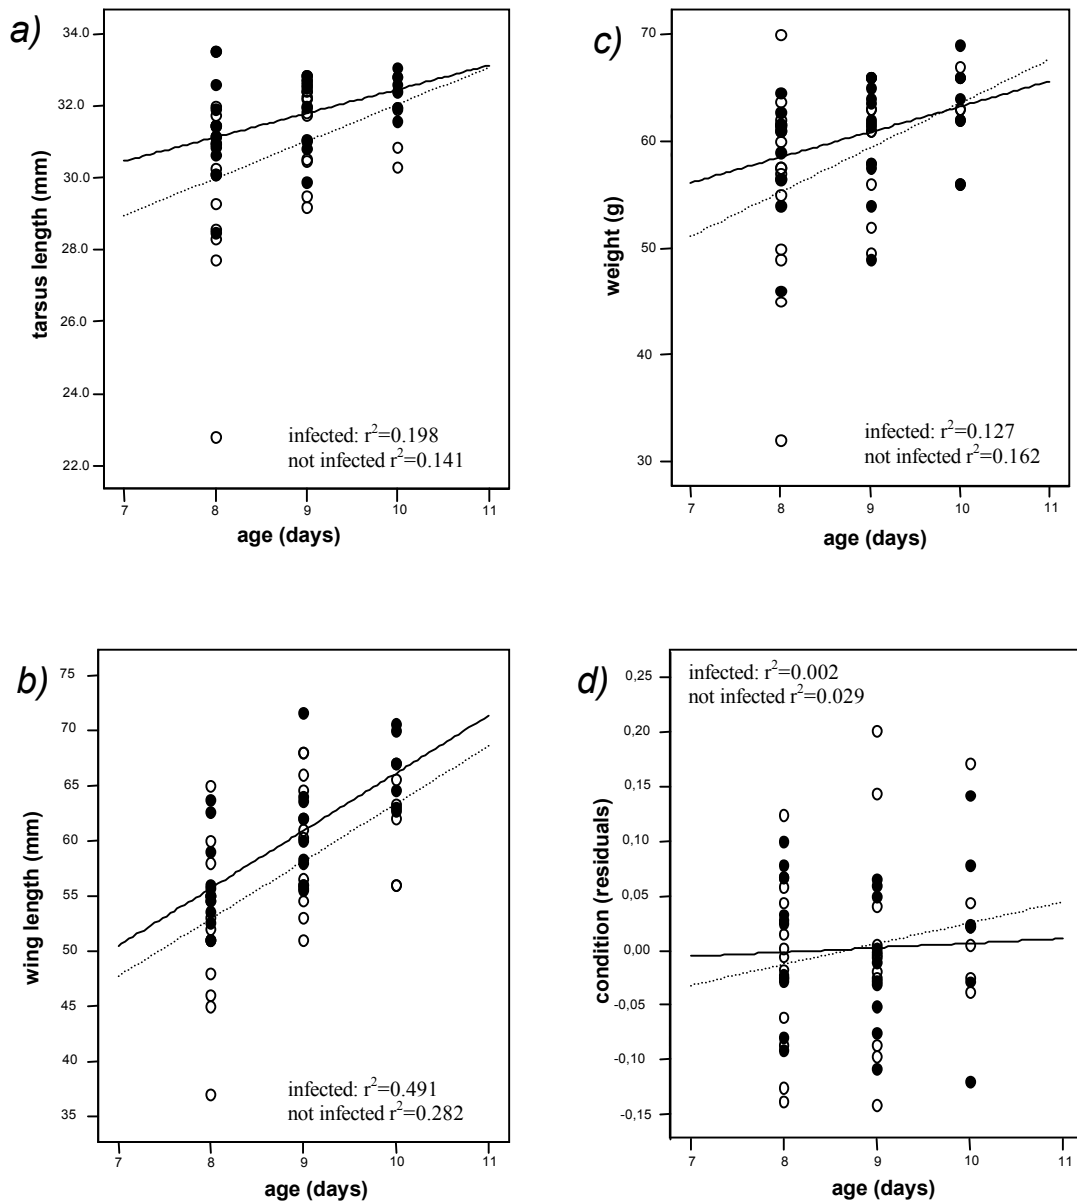 a)
34.0
32.0
30.0
28.0
26.0
24.0
22.0
tarsus length (mm)
infected: r²=0.198
not infected r²=0.141
7 8 9 10 11
age (days)
c)
70
60
50
40
30
weight (g)
infected: r²=0.127
not infected r²=0.162
7 8 9 10 11
age (days)
b)
75
70
65
60
55
50
45
40
35
wing length (mm)
infected: r²=0.491
not infected r²=0.282
7 8 9 10 11
age (days)
d)
infected: r²=0.002
not infected r²=0.029
0,25
0,20
0,15
0,10
0,05
0,00
-0,05
-0,10
-0,15
condition (residuals)
7 8 9 10 11
age (days)